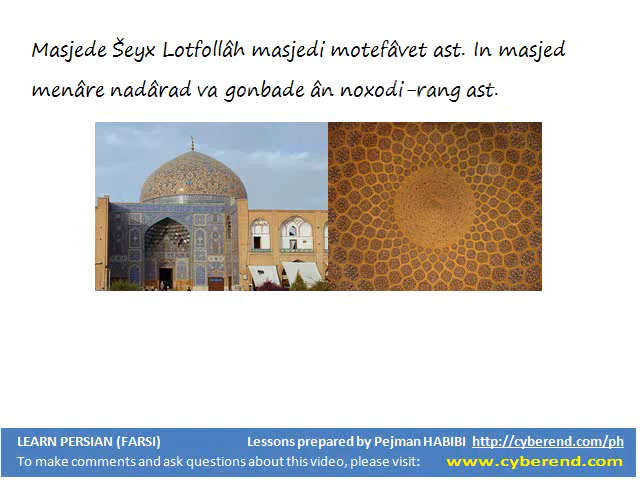 Masjede Šeyx Lotfollâh masjedi motefâvet ast. In masjed
menâre nadârad va gonbade ân noxodi-rang ast.
LEARN PERSIAN (FARSI) Lessons prepared by Pejman HABIBI http://cyberend.com/ph
To make comments and ask questions about this video, please visit: www.cyberend.com